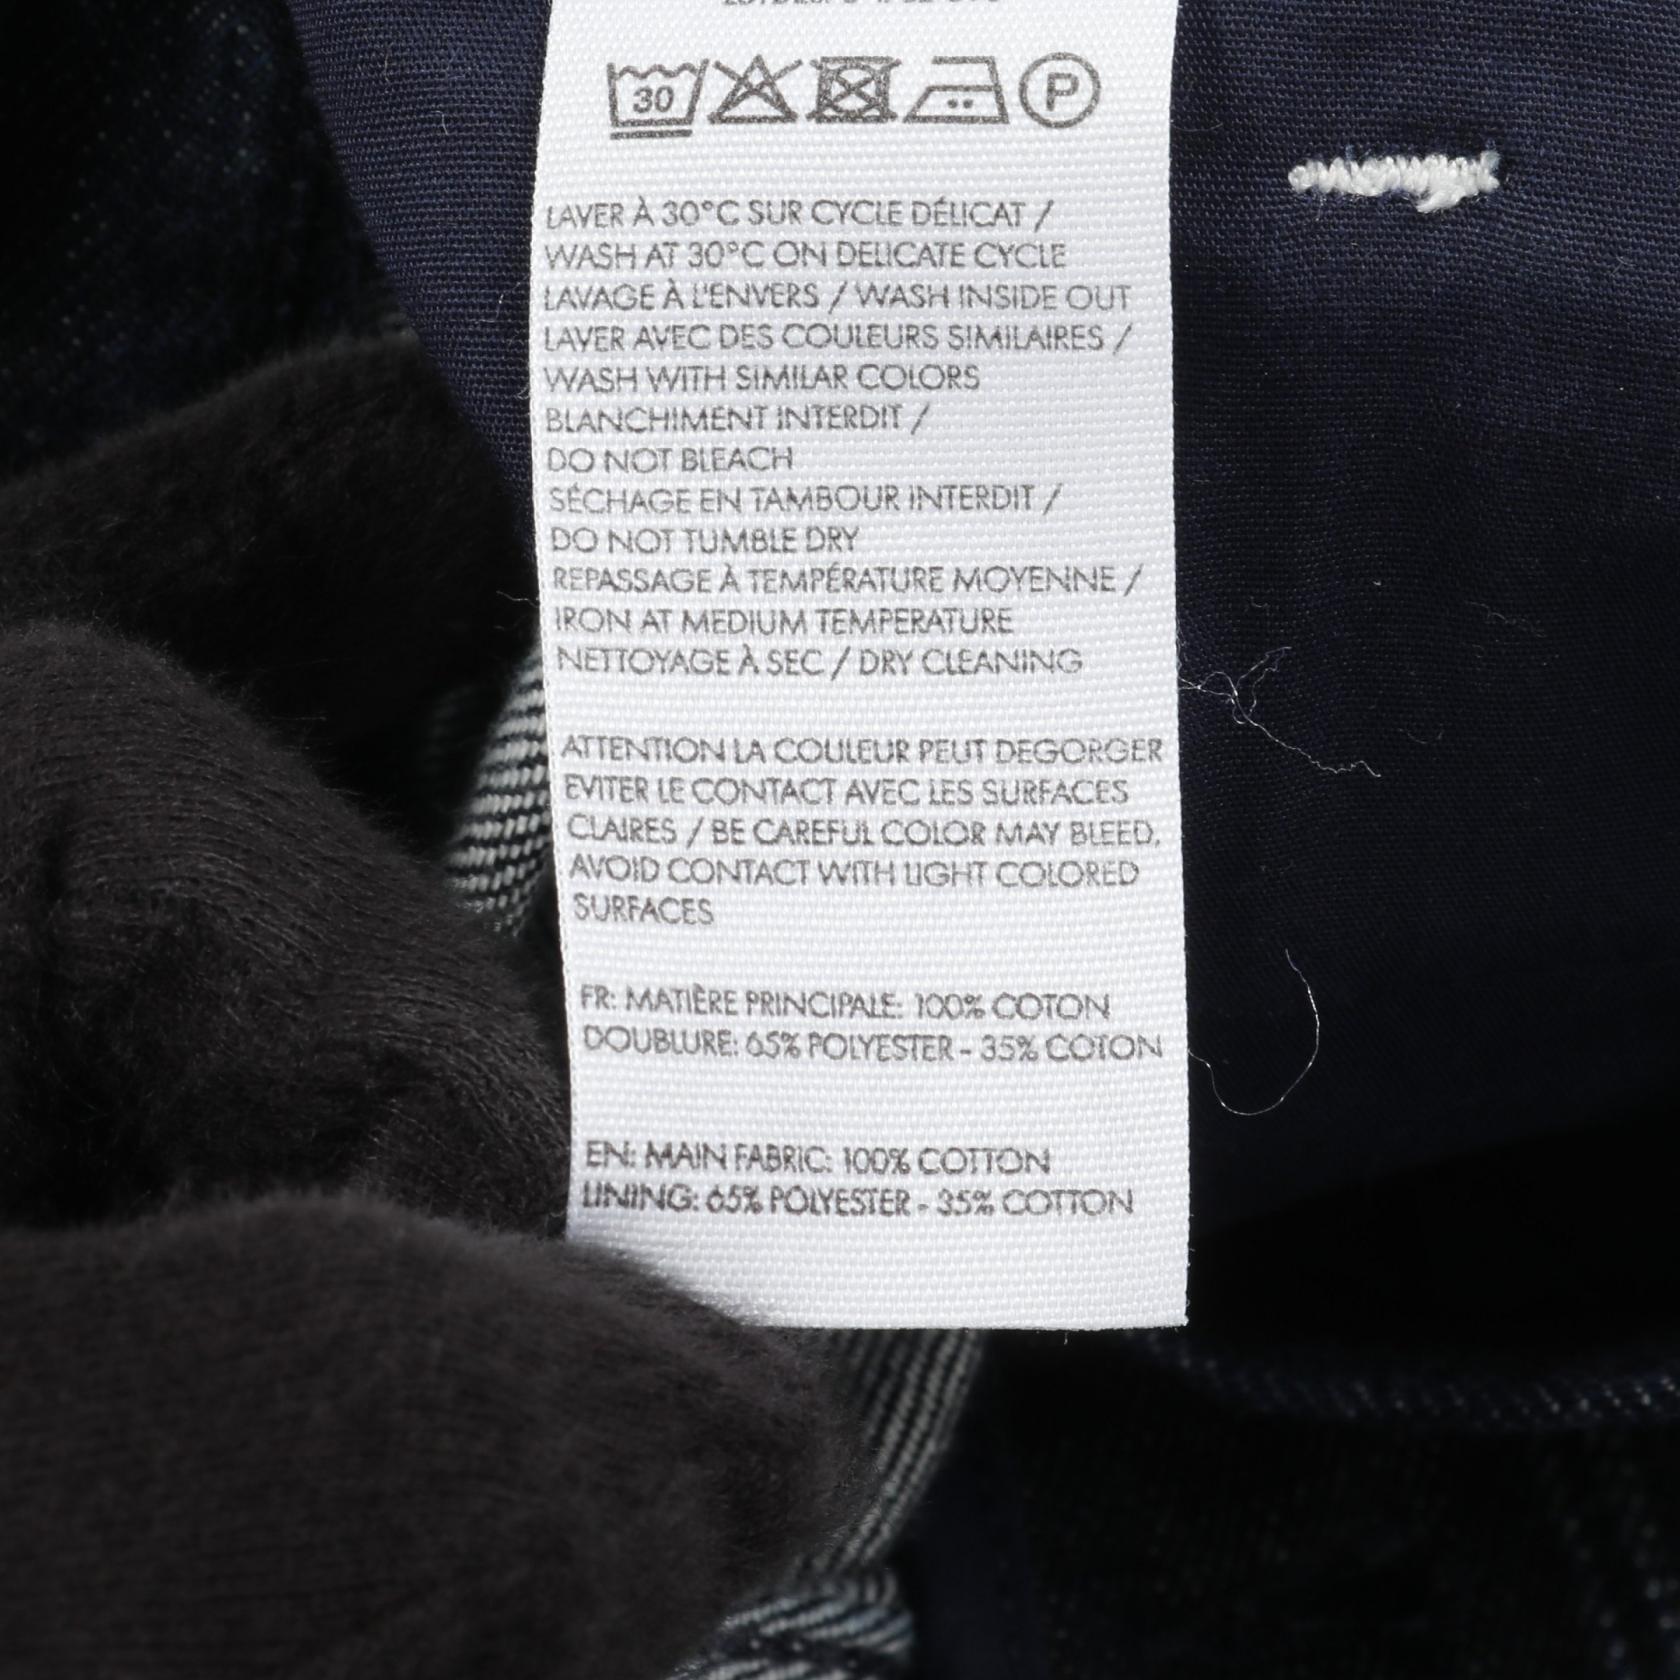 30 P
LAVER À 30°C SUR CYCLE DÉLICAT /
WASH AT 30°C ON DELICATE CYCLE
LAVAGE À L'ENVERS / WASH INSIDE OUT
LAVER AVEC DES COULEURS SIMILAIRES /
WASH WITH SIMILAR COLORS
BLANCHIMENT INTERDIT /
DO NOT BLEACH
SÉCHAGE EN TAMBOUR INTERDIT /
DO NOT TUMBLE DRY
REPASSAGE À TEMPÉRATURE MOYENNE /
IRON AT MEDIUM TEMPERATURE
NETTOYAGE À SEC / DRY CLEANING
ATTENTION LA COULEUR PEUT DEGORGER
EVITER LE CONTACT AVEC LES SURFACES
CLAIRES / BE CAREFUL COLOR MAY BLEED,
AVOID CONTACT WITH LIGHT COLORED
SURFACES
FR: MATIÈRE PRINCIPALE: 100% COTON
DOUBLURE: 65% POLYESTER - 35% COTON
EN: MAIN FABRIC: 100% COTTON
LINING: 65% POLYESTER - 35% COTTON